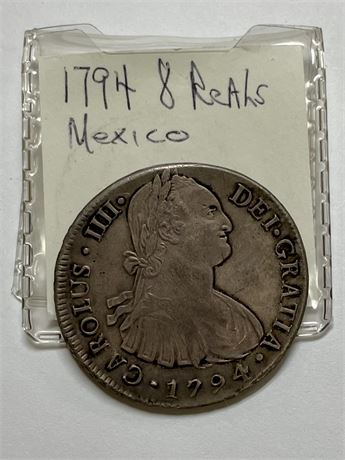 1794 8 ReAls
Mexico
CAROLUS · IIII · DEI · GRATIA ·
· 1794 ·